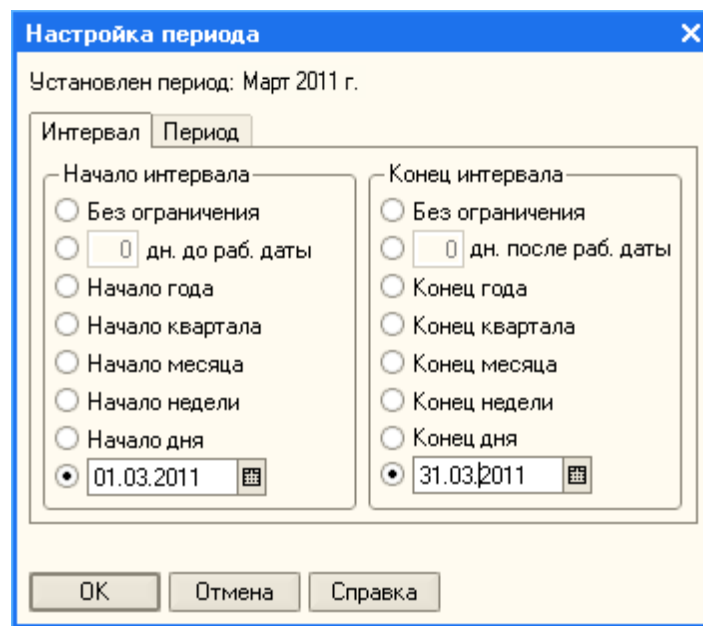 Настройка периода
Установлен период: Март 2011 г.
Интервал
Период
Начало интервала
Без ограничения
0 дн. до раб. даты
Начало года
Начало квартала
Начало месяца
Начало недели
Начало дня
01.03.2011
Конец интервала
Без ограничения
0 дн. после раб. даты
Конец года
Конец квартала
Конец месяца
Конец недели
Конец дня
31.03.2011
OK
Отмена
Справка